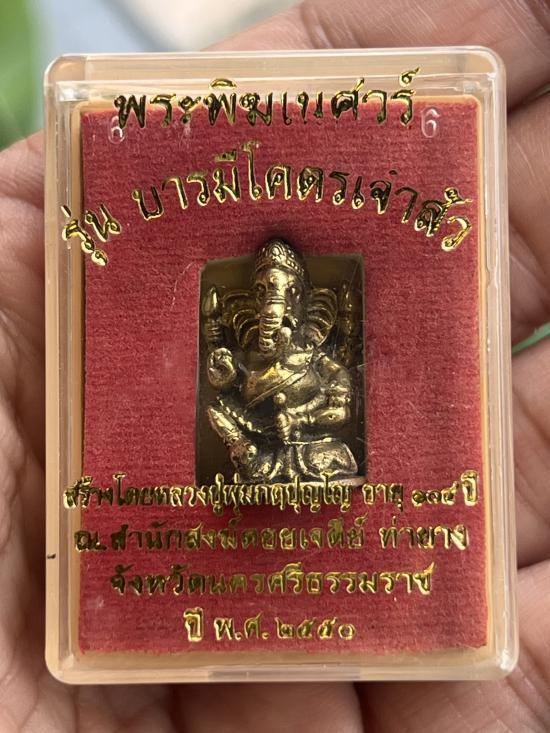 พระพิฆเนศวร์
รุ่น บารมีโคตรเจ้าสัว
สร้างโดยหลวงปู่พุ่มกตปุญโญ อายุ ๑๐๔ ปี
ณ.สำนักสงฆ์ดอยเจดีย์ ท่ายาง
จังหวัดนครศรีธรรมราช
ปี พ.ศ. ๒๕๕๑